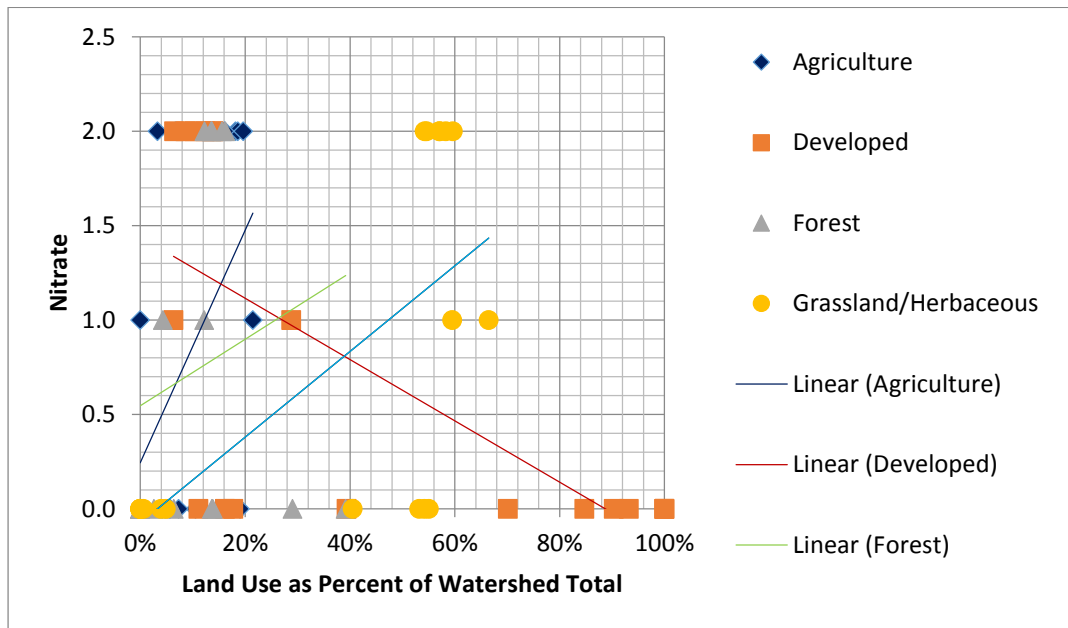 2.5
2.0
1.5
1.0
0.5
0.0
Nitrate
0% 20% 40% 60% 80% 100%
Land Use as Percent of Watershed Total
Agriculture
Developed
Forest
Grassland/Herbaceous
Linear (Agriculture)
Linear (Developed)
Linear (Forest)